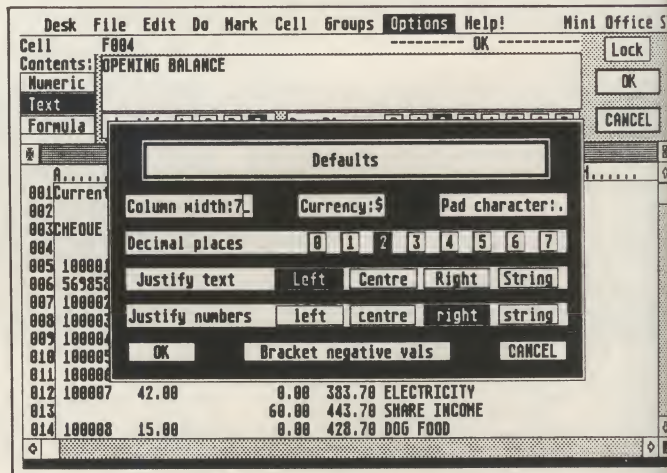 Desk File Edit Do Mark Cell Groups Options Help! Mini Office S
Cell F004 ---------- OK ----------
Lock
Contents: OPENING BALANCE
Numeric
OK
Text
Formula
CANCEL
Defaults
A......
H......
001 Current
Column width:7_ Currency:$ Pad character:.
002
003 CHEQUE
Decimal places 0 1 2 3 4 5 6 7
004
005 100001
Justify text Left Centre Right String
006 569858
007 100002
Justify numbers left centre right string
008 100003
009 100004
OK Bracket negative vals CANCEL
010 100005
011 100006
012 100007 42.00 0.00 383.70 ELECTRICITY
013 60.00 443.70 SHARE INCOME
014 100008 15.00 0.00 428.70 DOG FOOD